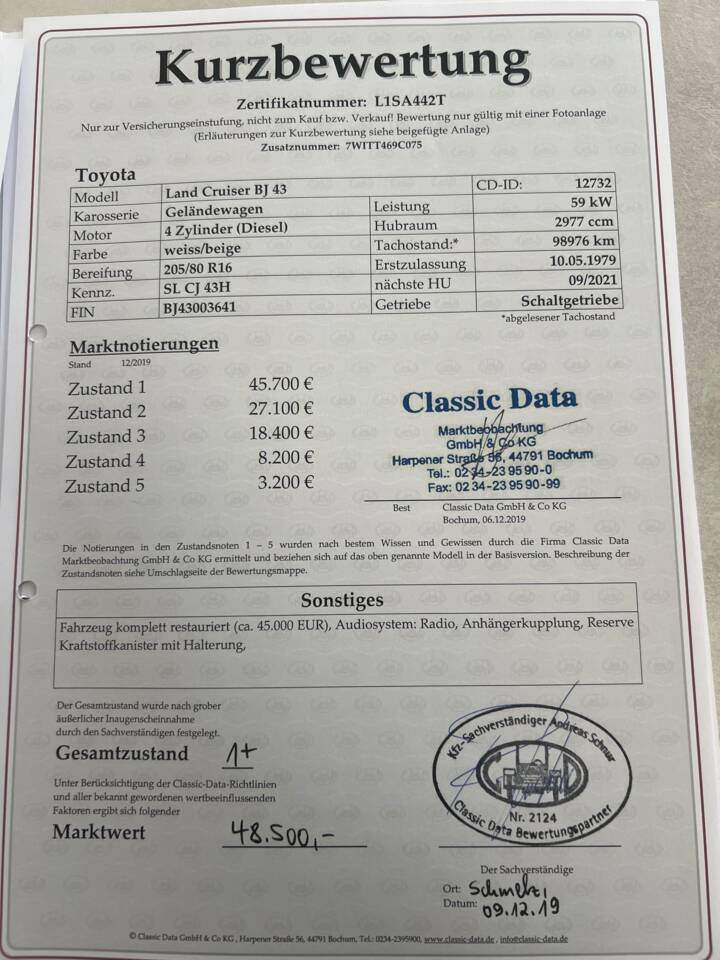 Kurzbewertung
Zertifikatnummer: L1SA442T
Nur zur Versicherungseinstufung, nicht zum Kauf bzw. Verkauf! Bewertung nur gültig mit einer Fotoanlage
(Erläuterungen zur Kurzbewertung siehe beigefügte Anlage)
Zusatznummer: 7WITT469C075
Toyota
Modell Land Cruiser BJ 43 CD-ID: 12732
Karosserie Geländewagen Leistung 59 kW
Motor 4 Zylinder (Diesel) Hubraum 2977 ccm
Farbe weiss/beige Tachostand:* 98976 km
Bereifung 205/80 R16 Erstzulassung 10.05.1979
Kennz. SL CJ 43H nächste HU 09/2021
FIN BJ43003641 Getriebe Schaltgetriebe
*abgelesener Tachostand
Marktnotierungen
Stand 12/2019
Zustand 1 45.700 €
Zustand 2 27.100 €
Zustand 3 18.400 €
Zustand 4 8.200 €
Zustand 5 3.200 €
Classic Data
Marktbeobachtung
GmbH & Co KG
Harpener Straße 56, 44791 Bochum
Tel.: 02 34-23 95 90-0
Fax: 02 34-23 95 90-99
Best Classic Data GmbH & Co KG
Bochum, 06.12.2019
Die Notierungen in den Zustandsnoten 1 – 5 wurden nach bestem Wissen und Gewissen durch die Firma Classic Data
Marktbeobachtung GmbH & Co KG ermittelt und beziehen sich auf das oben genannte Modell in der Basisversion. Beschreibung der
Zustandsnoten siehe Umschlagseite der Bewertungsmappe.
Sonstiges
Fahrzeug komplett restauriert (ca. 45.000 EUR), Audiosystem: Radio, Anhängerkupplung, Reserve
Kraftstoffkanister mit Halterung,
Der Gesamtzustand wurde nach grober
äußerlicher Inaugenscheinnahme
durch den Sachverständigen festgelegt.
Gesamtzustand 1+
Unter Berücksichtigung der Classic-Data-Richtlinien
und aller bekannt gewordenen wertbeeinflussenden
Faktoren ergibt sich folgender
Marktwert 48.500,-
Kfz-Sachverständiger Andreas Schnur
Nr. 2124
Classic Data Bewertungspartner
Der Sachverständige
Ort: Schmelz,
Datum: 09.12.19
© Classic Data GmbH & Co KG , Harpener Straße 56, 44791 Bochum, Tel.: 0234-2395900, www.classic-data.de , info@classic-data.de